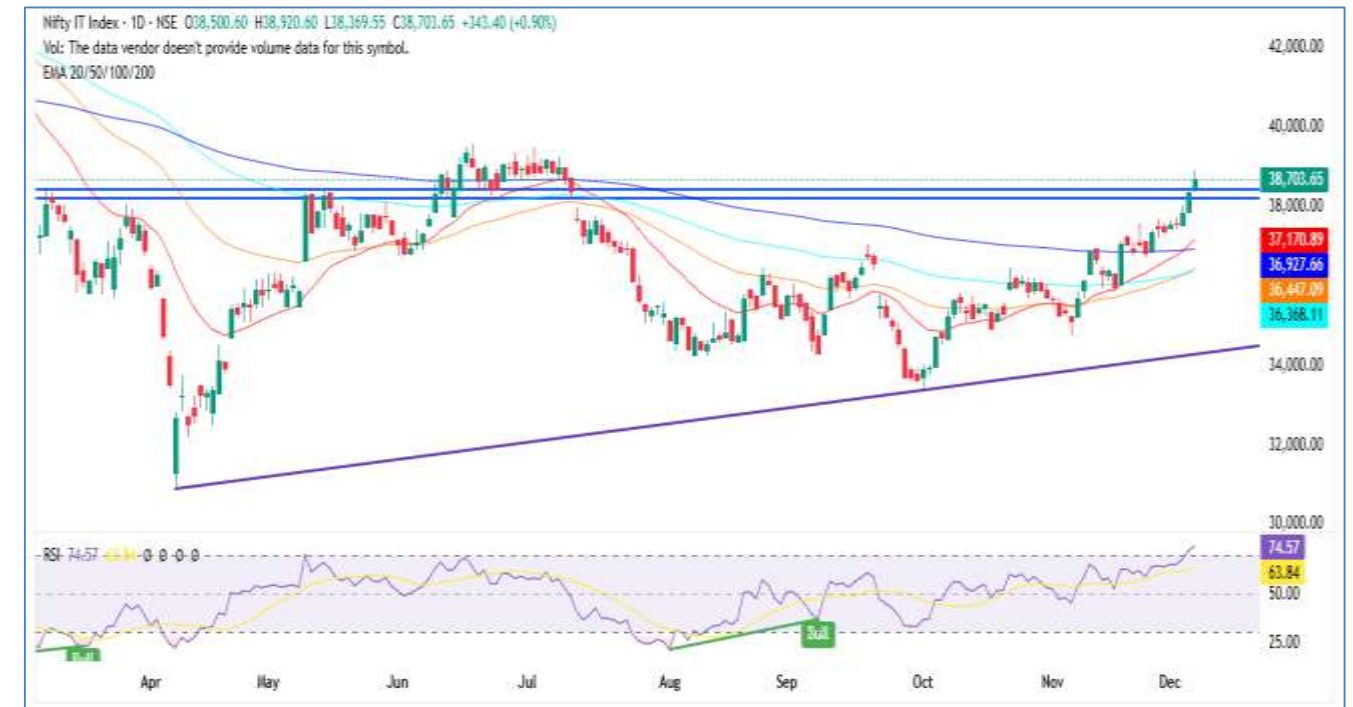 Nifty IT Index · 1D · NSE O38,500.60 H38,920.60 L38,369.55 C38,703.65 +343.40 (+0.90%)
Vol: The data vendor doesn't provide volume data for this symbol.
EMA 20/50/100/200
42,000.00
40,000.00
38,703.65
38,000.00
37,170.89
36,927.66
36,447.09
36,368.11
34,000.00
32,000.00
30,000.00
RSI 74.57 63.84 0 0 0 0
74.57
63.84
50.00
Bull
25.00
Bull
Apr May Jun Jul Aug Sep Oct Nov Dec